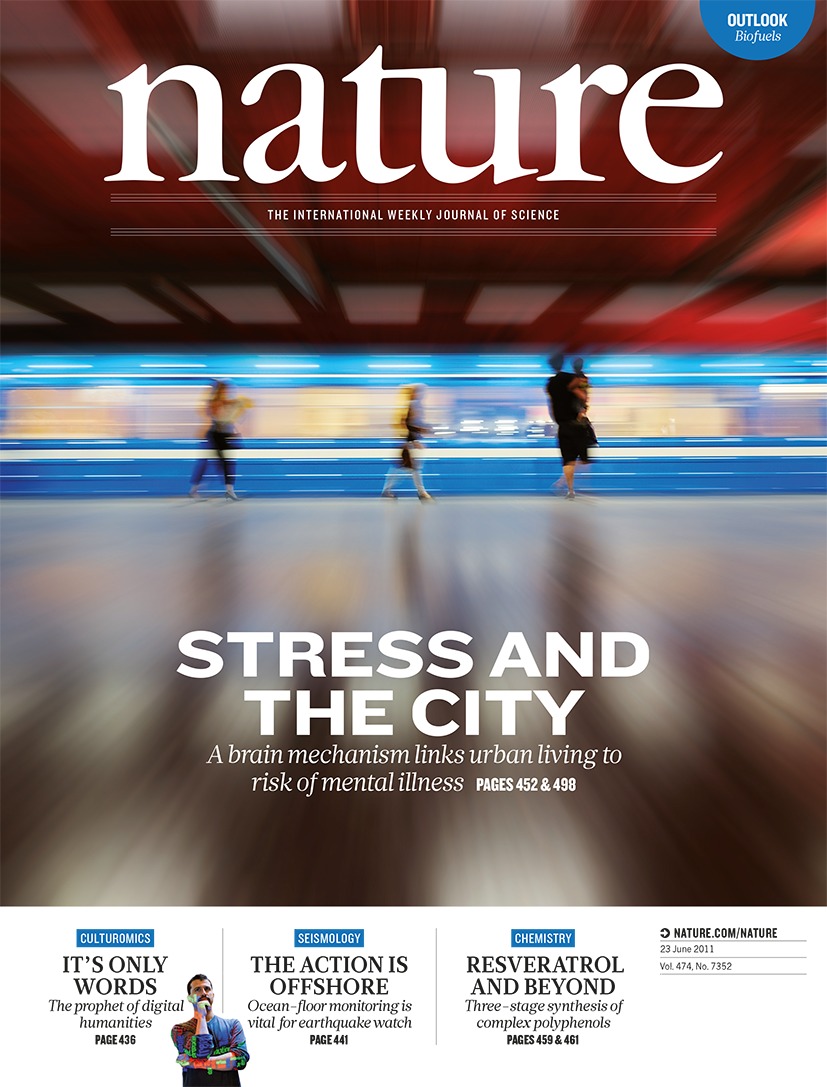 OUTLOOK
Biofuels
nature
THE INTERNATIONAL WEEKLY JOURNAL OF SCIENCE
STRESS AND
THE CITY
A brain mechanism links urban living to
risk of mental illness PAGES 452 & 498
CULTUROMICS
IT’S ONLY
WORDS
The prophet of digital
humanities
PAGE 436
SEISMOLOGY
THE ACTION IS
OFFSHORE
Ocean-floor monitoring is
vital for earthquake watch
PAGE 441
CHEMISTRY
RESVERATROL
AND BEYOND
Three-stage synthesis of
complex polyphenols
PAGES 459 & 461
NATURE.COM/NATURE
23 June 2011
Vol. 474, No. 7352